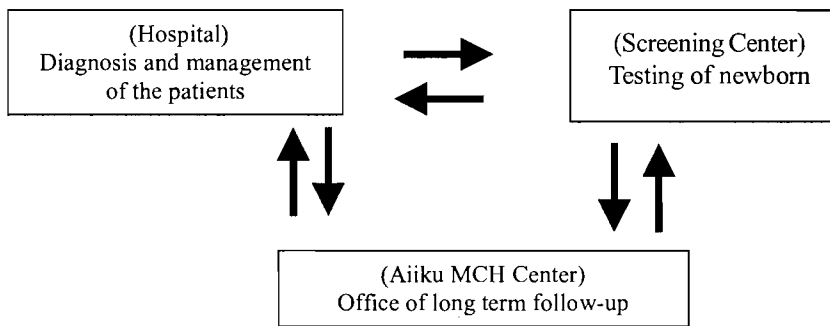 (Hospital)
Diagnosis and management
of the patients
(Screening Center)
Testing of newborn
(Aiiku MCH Center)
Office of long term follow-up